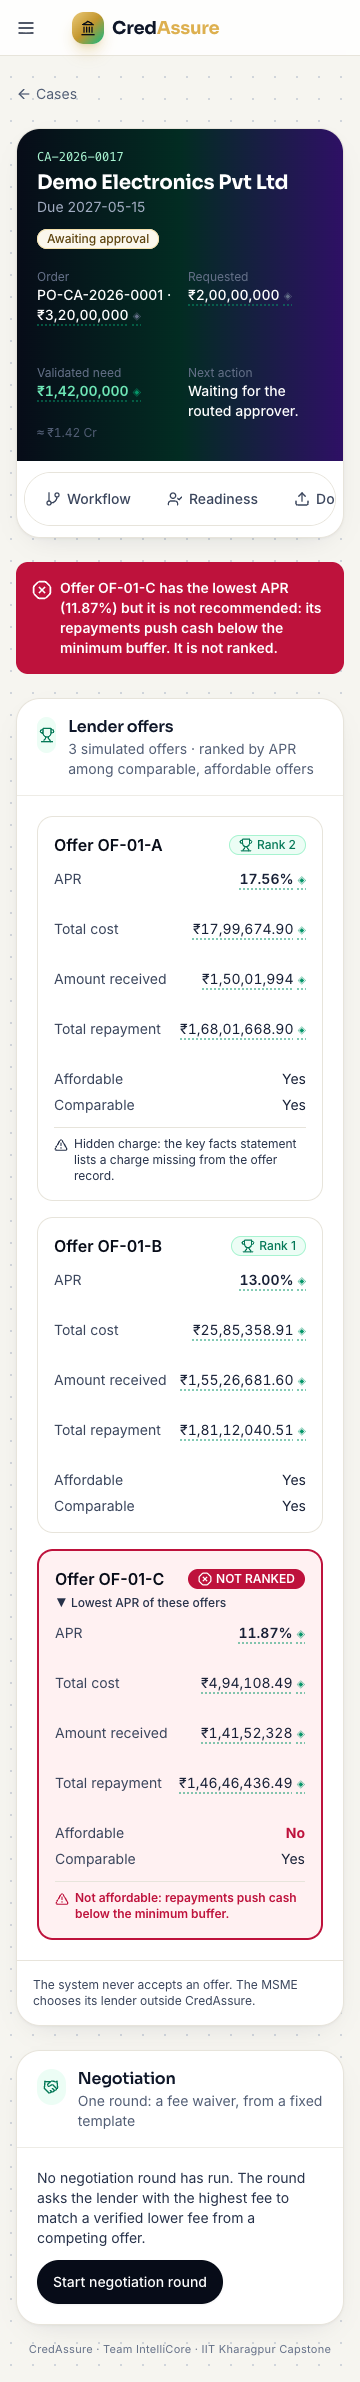 CredAssure
Cases
CA-2026-0017
Demo Electronics Pvt Ltd
Due 2027-05-15
Awaiting approval
Order
PO-CA-2026-0001 ·
₹3,20,00,000
Requested
₹2,00,00,000
Validated need
₹1,42,00,000
≈ ₹1.42 Cr
Next action
Waiting for the
routed approver.
Workflow
Readiness
Do
Offer OF-01-C has the lowest APR
(11.87%) but it is not recommended: its
repayments push cash below the
minimum buffer. It is not ranked.
Lender offers
3 simulated offers · ranked by APR
among comparable, affordable offers
Offer OF-01-A
Rank 2
APR 17.56%
Total cost ₹17,99,674.90
Amount received ₹1,50,01,994
Total repayment ₹1,68,01,668.90
Affordable Yes
Comparable Yes
Hidden charge: the key facts statement
lists a charge missing from the offer
record.
Offer OF-01-B
Rank 1
APR 13.00%
Total cost ₹25,85,358.91
Amount received ₹1,55,26,681.60
Total repayment ₹1,81,12,040.51
Affordable Yes
Comparable Yes
Offer OF-01-C
NOT RANKED
▼ Lowest APR of these offers
APR 11.87%
Total cost ₹4,94,108.49
Amount received ₹1,41,52,328
Total repayment ₹1,46,46,436.49
Affordable No
Comparable Yes
Not affordable: repayments push cash
below the minimum buffer.
The system never accepts an offer. The MSME
chooses its lender outside CredAssure.
Negotiation
One round: a fee waiver, from a fixed
template
No negotiation round has run. The round
asks the lender with the highest fee to
match a verified lower fee from a
competing offer.
Start negotiation round
CredAssure · Team IntelliCore · IIT Kharagpur Capstone